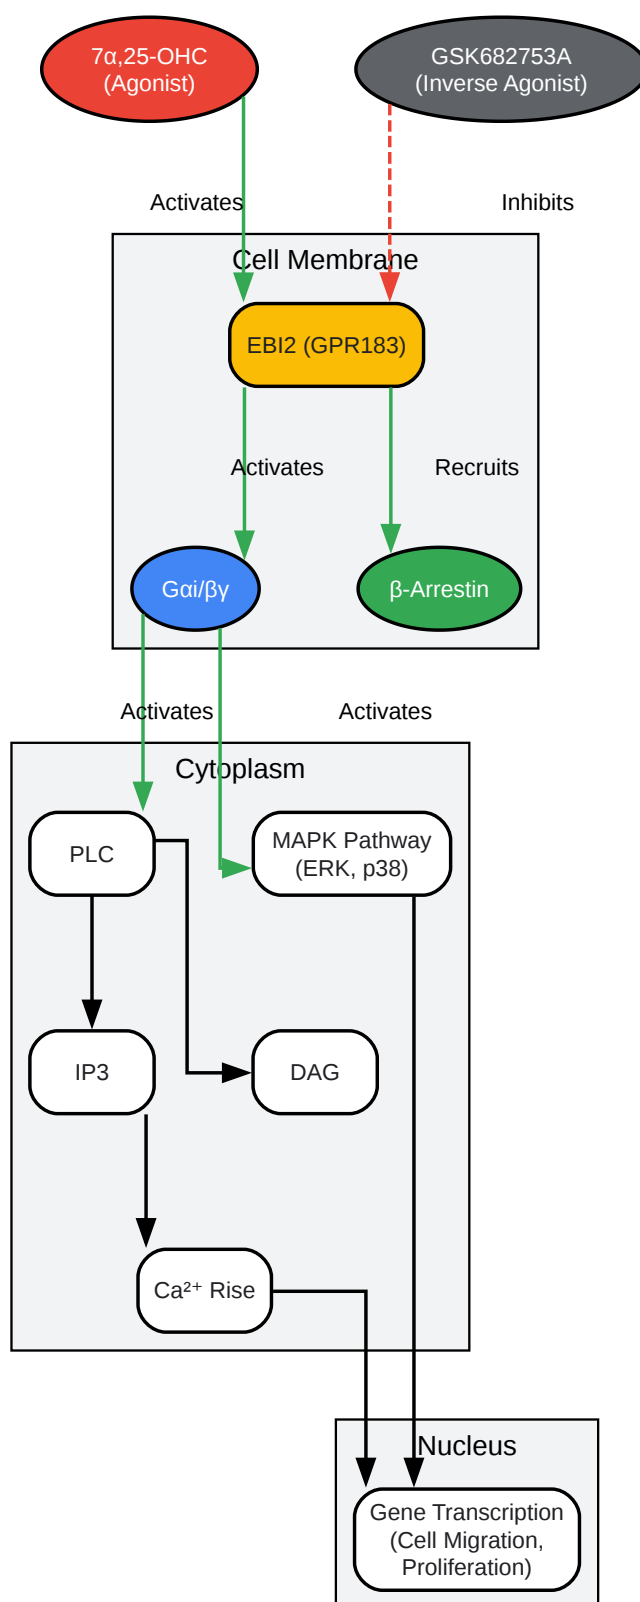 7α,25-OHC
(Agonist)
GSK682753A
(Inverse Agonist)
Activates
Inhibits
Cell Membrane
EBI2 (GPR183)
Activates
Recruits
Gαi/βγ
β-Arrestin
Activates
Activates
Cytoplasm
PLC
MAPK Pathway
(ERK, p38)
IP3
DAG
Ca²⁺ Rise
Nucleus
Gene Transcription
(Cell Migration,
Proliferation)